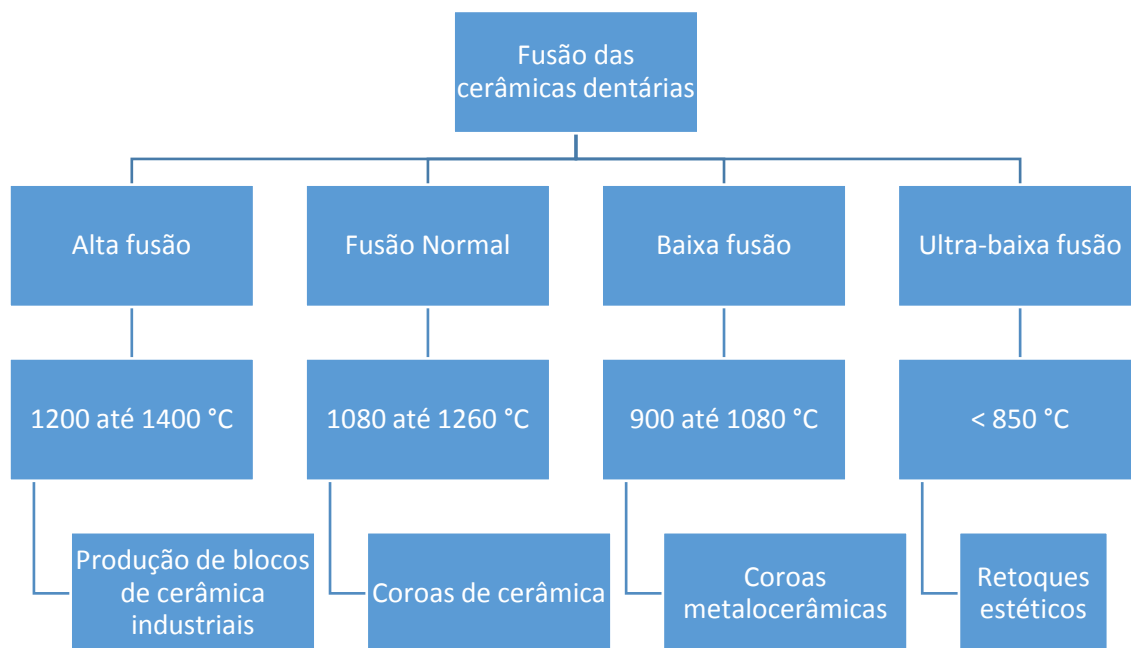 Fusão das
cerâmicas dentárias
Alta fusão
Fusão Normal
Baixa fusão
Ultra-baixa fusão
1200 até 1400 °C
1080 até 1260 °C
900 até 1080 °C
< 850 °C
Produção de blocos
de cerâmica
industriais
Coroas de cerâmica
Coroas
metalocerâmicas
Retoques
estéticos